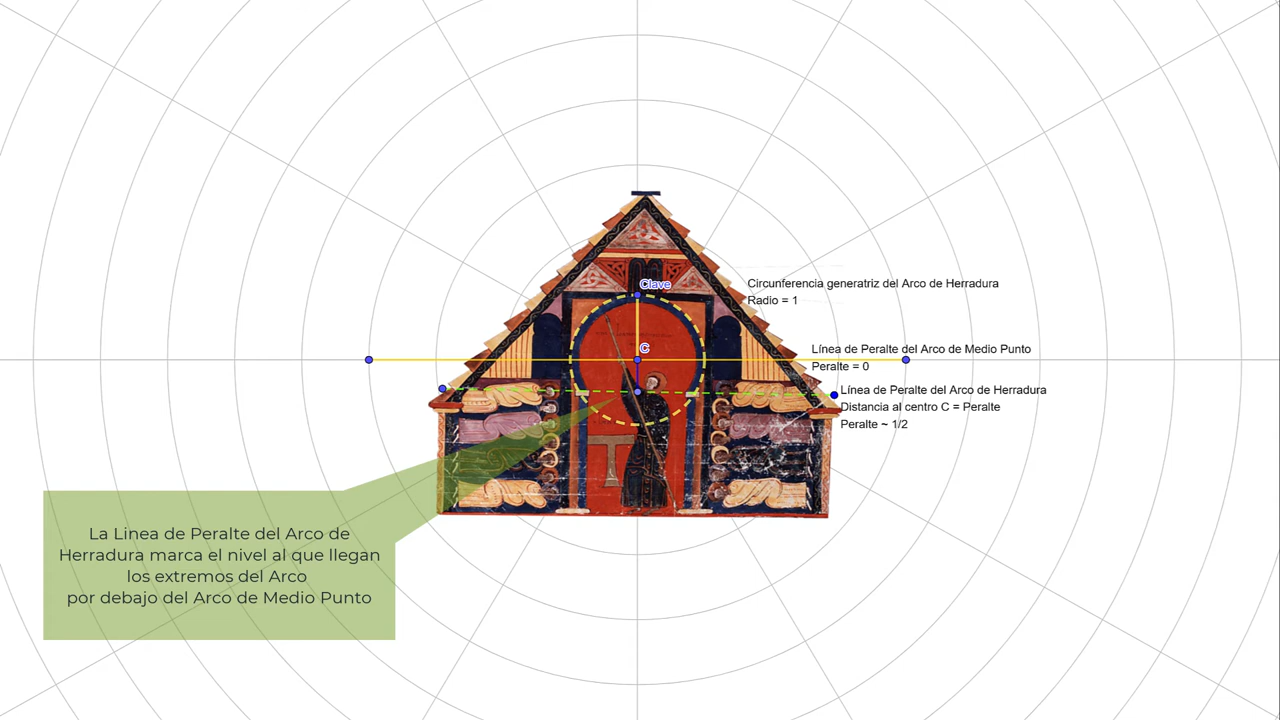 Clave
Circunferencia generatriz del Arco de Herradura
Radio = 1
C
Línea de Peralte del Arco de Medio Punto
Peralte = 0
Línea de Peralte del Arco de Herradura
Distancia al centro C = Peralte
Peralte ~ 1/2
La Linea de Peralte del Arco de
Herradura marca el nivel al que llegan
los extremos del Arco
por debajo del Arco de Medio Punto